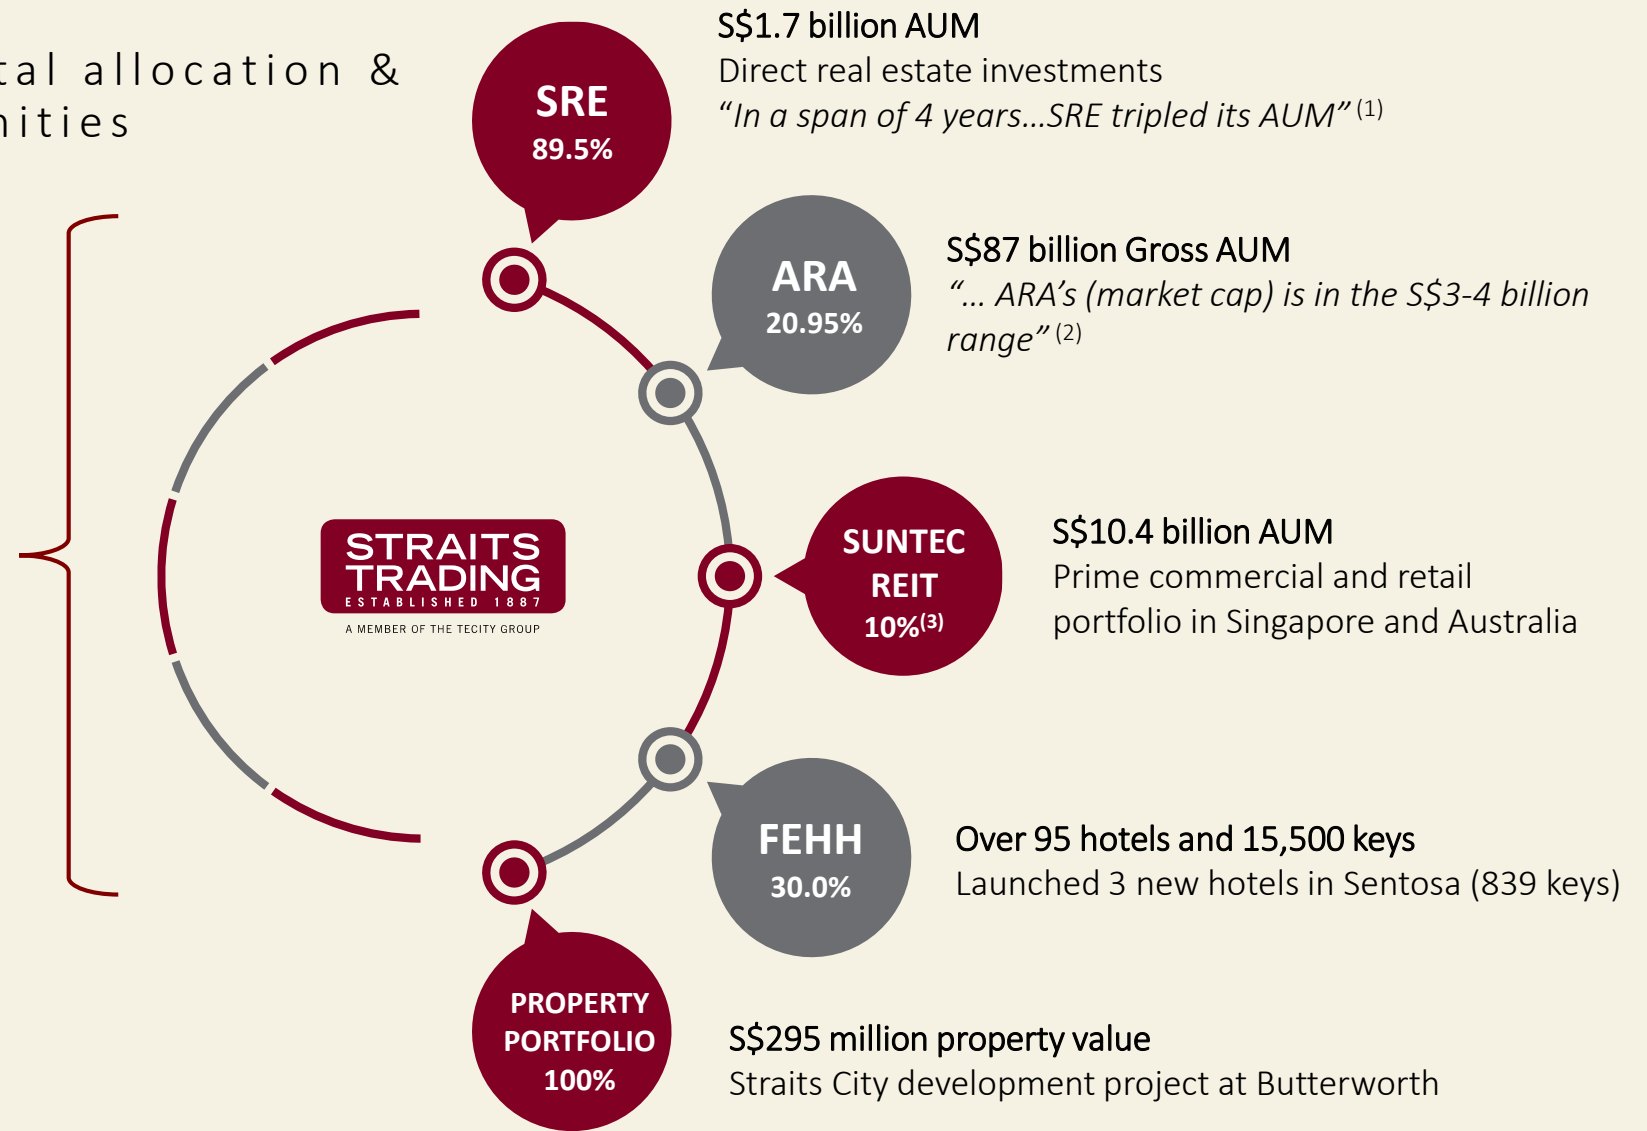 allocation &
SRE
89.5%
S$1.7 billion AUM
Direct real estate investments
“In a span of 4 years…SRE tripled its AUM” (1)
ARA
20.95%
S$87 billion Gross AUM
“… ARA’s (market cap) is in the S$3-4 billion
range” (2)
STRAITS
TRADING
ESTABLISHED 1887
A MEMBER OF THE TECITY GROUP
SUNTEC
REIT
10%(3)
S$10.4 billion AUM
Prime commercial and retail
portfolio in Singapore and Australia
FEHH
30.0%
Over 95 hotels and 15,500 keys
Launched 3 new hotels in Sentosa (839 keys)
PROPERTY
PORTFOLIO
100%
S$295 million property value
Straits City development project at Butterworth